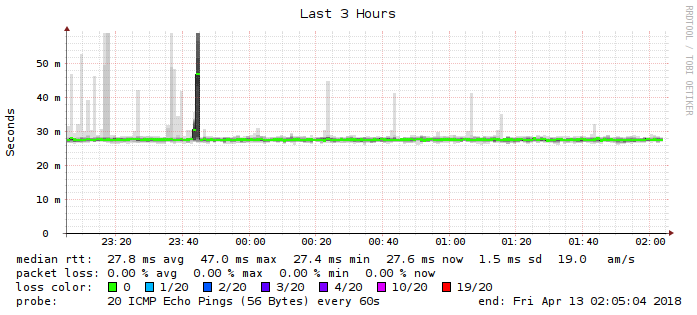 Last 3 Hours
RRDTOOL / TOBI OETIKER
Seconds
50 m
40 m
30 m
20 m
10 m
0
23:20 23:40 00:00 00:20 00:40 01:00 01:20 01:40 02:00
median rtt: 27.8 ms avg 47.0 ms max 27.4 ms min 27.6 ms now 1.5 ms sd 19.0 am/s
packet loss: 0.00 % avg 0.00 % max 0.00 % min 0.00 % now
loss color: 0 1/20 2/20 3/20 4/20 10/20 19/20
probe: 20 ICMP Echo Pings (56 Bytes) every 60s end: Fri Apr 13 02:05:04 2018